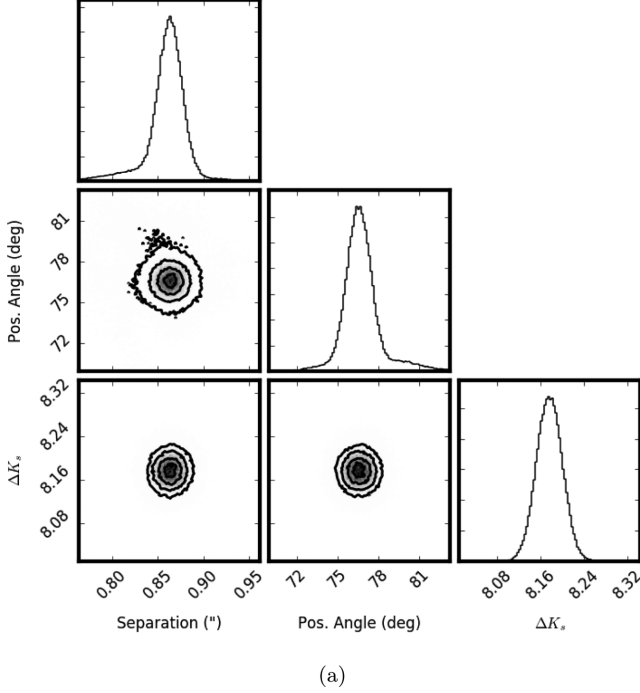 81
78
75
72
Pos. Angle (deg)
8.32
8.24
8.16
8.08
ΔKₛ
0.80 0.85 0.90 0.95 72 75 78 81 8.08 8.16 8.24 8.32
Separation (") Pos. Angle (deg) ΔKₛ
(a)